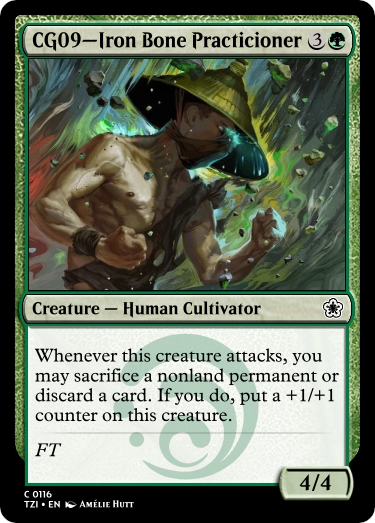 CG09—Iron Bone Practicioner 3
Creature — Human Cultivator
Whenever this creature attacks, you
may sacrifice a nonland permanent or
discard a card. If you do, put a +1/+1
counter on this creature.
FT
4/4
C 0116
TZI • EN Amélie Hutt